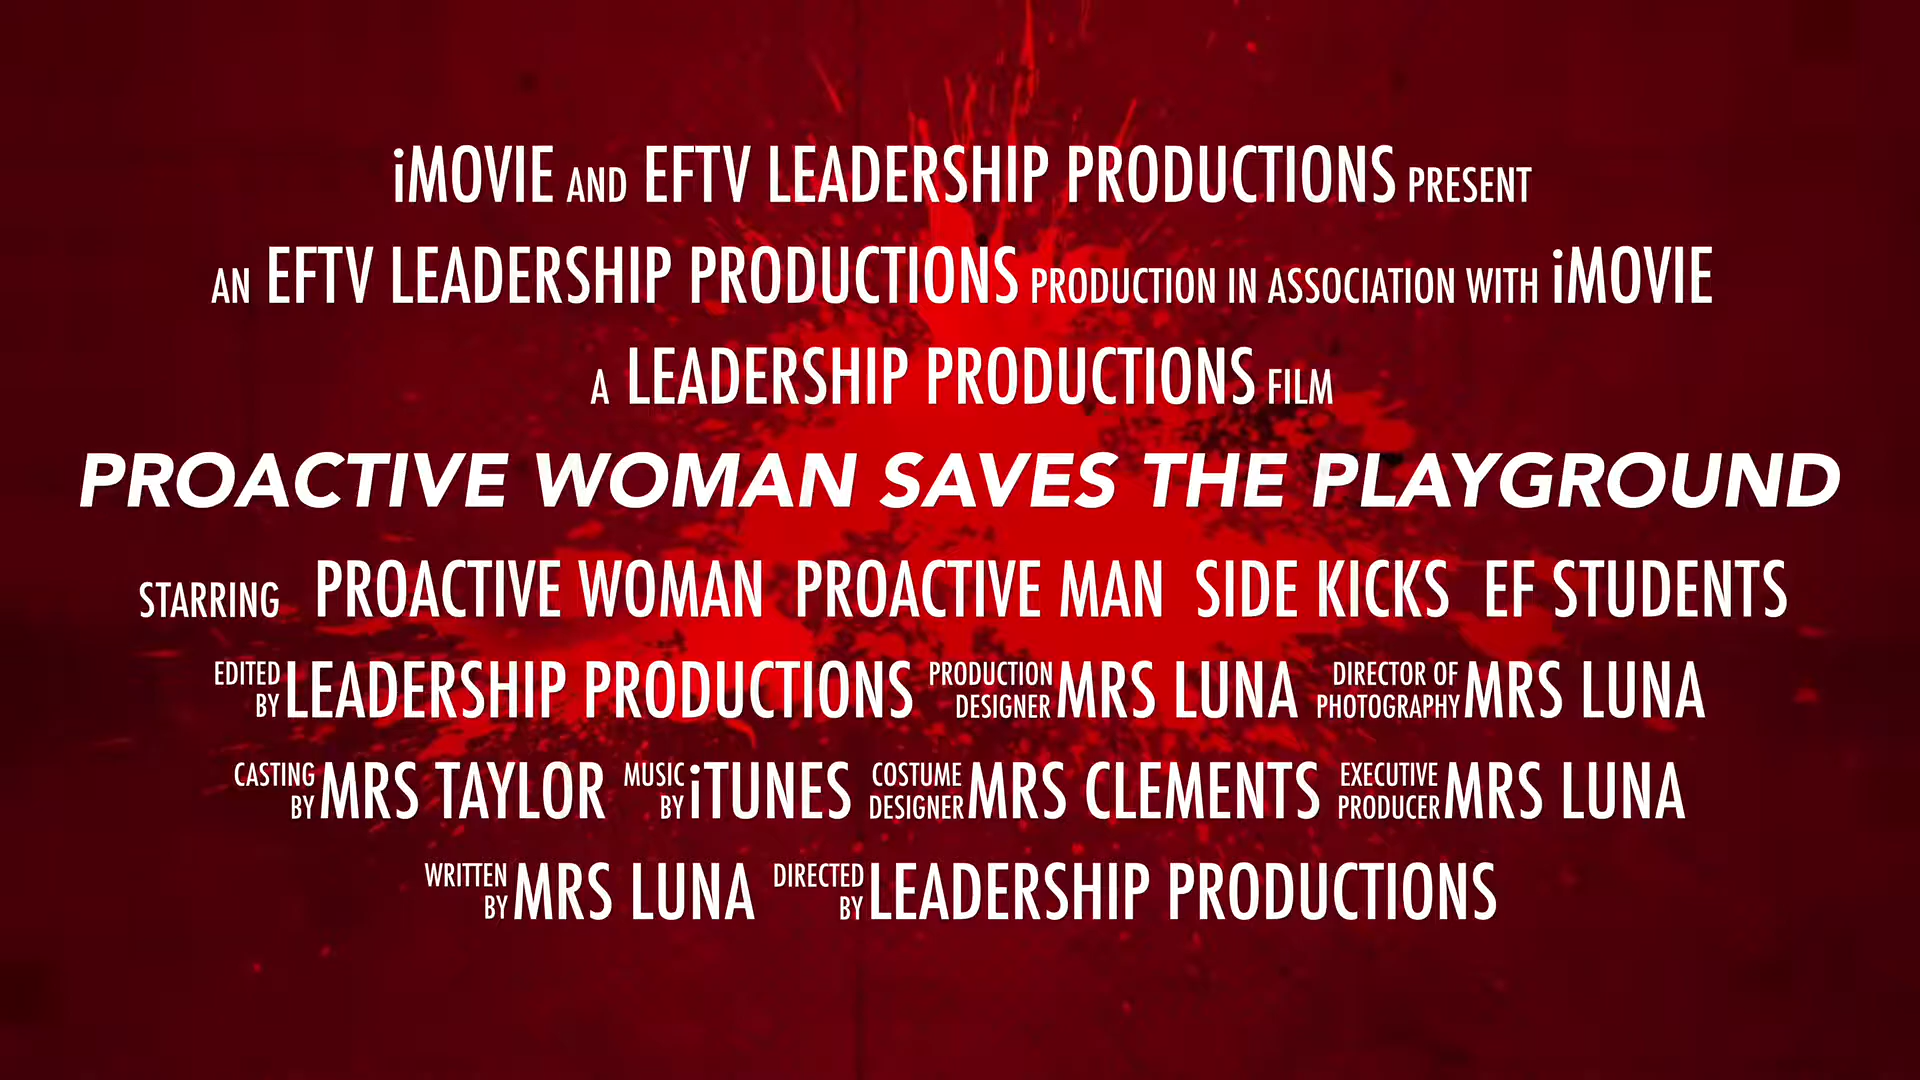 iMOVIE AND EFTV LEADERSHIP PRODUCTIONS PRESENT
AN EFTV LEADERSHIP PRODUCTIONS PRODUCTION IN ASSOCIATION WITH iMOVIE
A LEADERSHIP PRODUCTIONS FILM
PROACTIVE WOMAN SAVES THE PLAYGROUND
STARRING PROACTIVE WOMAN PROACTIVE MAN SIDE KICKS EF STUDENTS
EDITED BY LEADERSHIP PRODUCTIONS PRODUCTION DESIGNER MRS LUNA DIRECTOR OF PHOTOGRAPHY MRS LUNA
CASTING BY MRS TAYLOR MUSIC BY iTUNES COSTUME DESIGNER MRS CLEMENTS EXECUTIVE PRODUCER MRS LUNA
WRITTEN BY MRS LUNA DIRECTED BY LEADERSHIP PRODUCTIONS